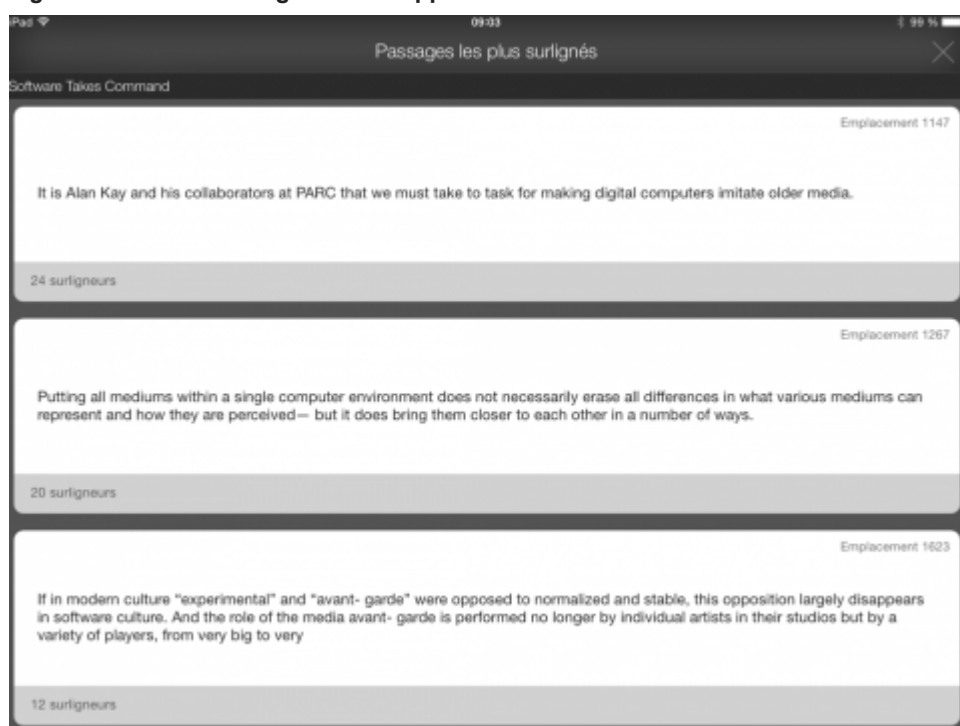 iPad 09:03 99 %
Passages les plus surlignés
Software Takes Command
Emplacement 1147
It is Alan Kay and his collaborators at PARC that we must take to task for making digital computers imitate older media.
24 surligneurs
Emplacement 1267
Putting all mediums within a single computer environment does not necessarily erase all differences in what various mediums can
represent and how they are perceived— but it does bring them closer to each other in a number of ways.
20 surligneurs
Emplacement 1623
If in modern culture "experimental" and "avant- garde" were opposed to normalized and stable, this opposition largely disappears
in software culture. And the role of the media avant- garde is performed no longer by individual artists in their studios but by a
variety of players, from very big to very
12 surligneurs